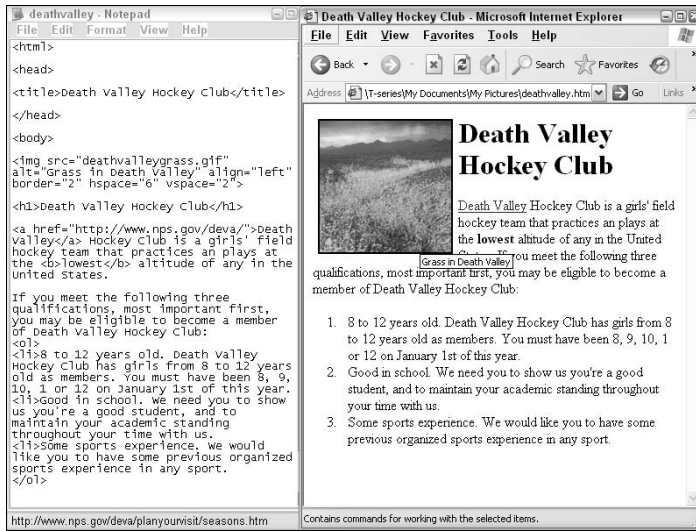 deathvalley - Notepad
File Edit Format View Help
<html>
<head>
<title>Death Valley Hockey Club</title>
</head>
<body>
<img src="deathvalleygrass.gif"
alt="Grass in Death Valley" align="left"
border="2" hspace="6" vspace="2">
<h1>Death Valley Hockey Club</h1>
<a href="http://www.nps.gov/deva/">Death
Valley</a> Hockey Club is a girls' field
hockey team that practices an plays at
the <b>lowest</b> altitude of any in the
United States.
If you meet the following three
qualifications, most important first,
you may be eligible to become a member
of Death Valley Hockey Club:
<ol>
<li>8 to 12 years old. Death Valley
Hockey Club has girls from 8 to 12 years
old as members. You must have been 8, 9,
10, 1 or 12 on January 1st of this year.
<li>Good in school. We need you to show
us you're a good student, and to
maintain your academic standing
throughout your time with us.
<li>Some sports experience. We would
like you to have some previous organized
sports experience in any sport.
</ol>
http://www.nps.gov/deva/planyourvisit/seasons.htm
Death Valley Hockey Club - Microsoft Internet Explorer
File Edit View Favorites Tools Help
Back Search Favorites
Address \T-series\My Documents\My Pictures\deathvalley.htm Go Links
Death Valley
Hockey Club
Death Valley Hockey Club is a girls' field
hockey team that practices an plays at
the lowest altitude of any in the United
you meet the following three
Grass in Death Valley
qualifications, most important first, you may be eligible to become a
member of Death Valley Hockey Club:
1. 8 to 12 years old. Death Valley Hockey Club has girls from 8
to 12 years old as members. You must have been 8, 9, 10, 1
or 12 on January 1st of this year.
2. Good in school. We need you to show us you're a good
student, and to maintain your academic standing throughout
your time with us.
3. Some sports experience. We would like you to have some
previous organized sports experience in any sport.
Contains commands for working with the selected items.